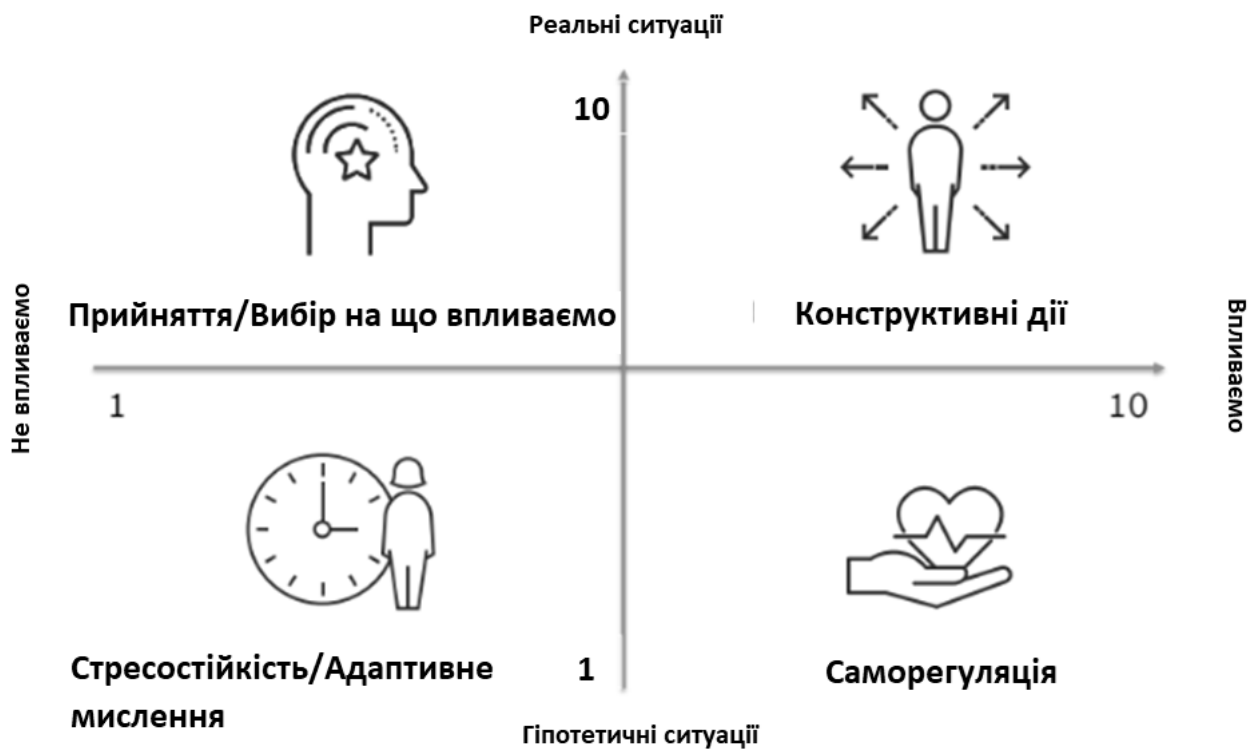 Реальні ситуації
10
Прийняття/Вибір на що впливаємо
Конструктивні дії
Не впливаємо
Впливаємо
1
10
Стресостійкість/Адаптивне
мислення
1
Саморегуляція
Гіпотетичні ситуації